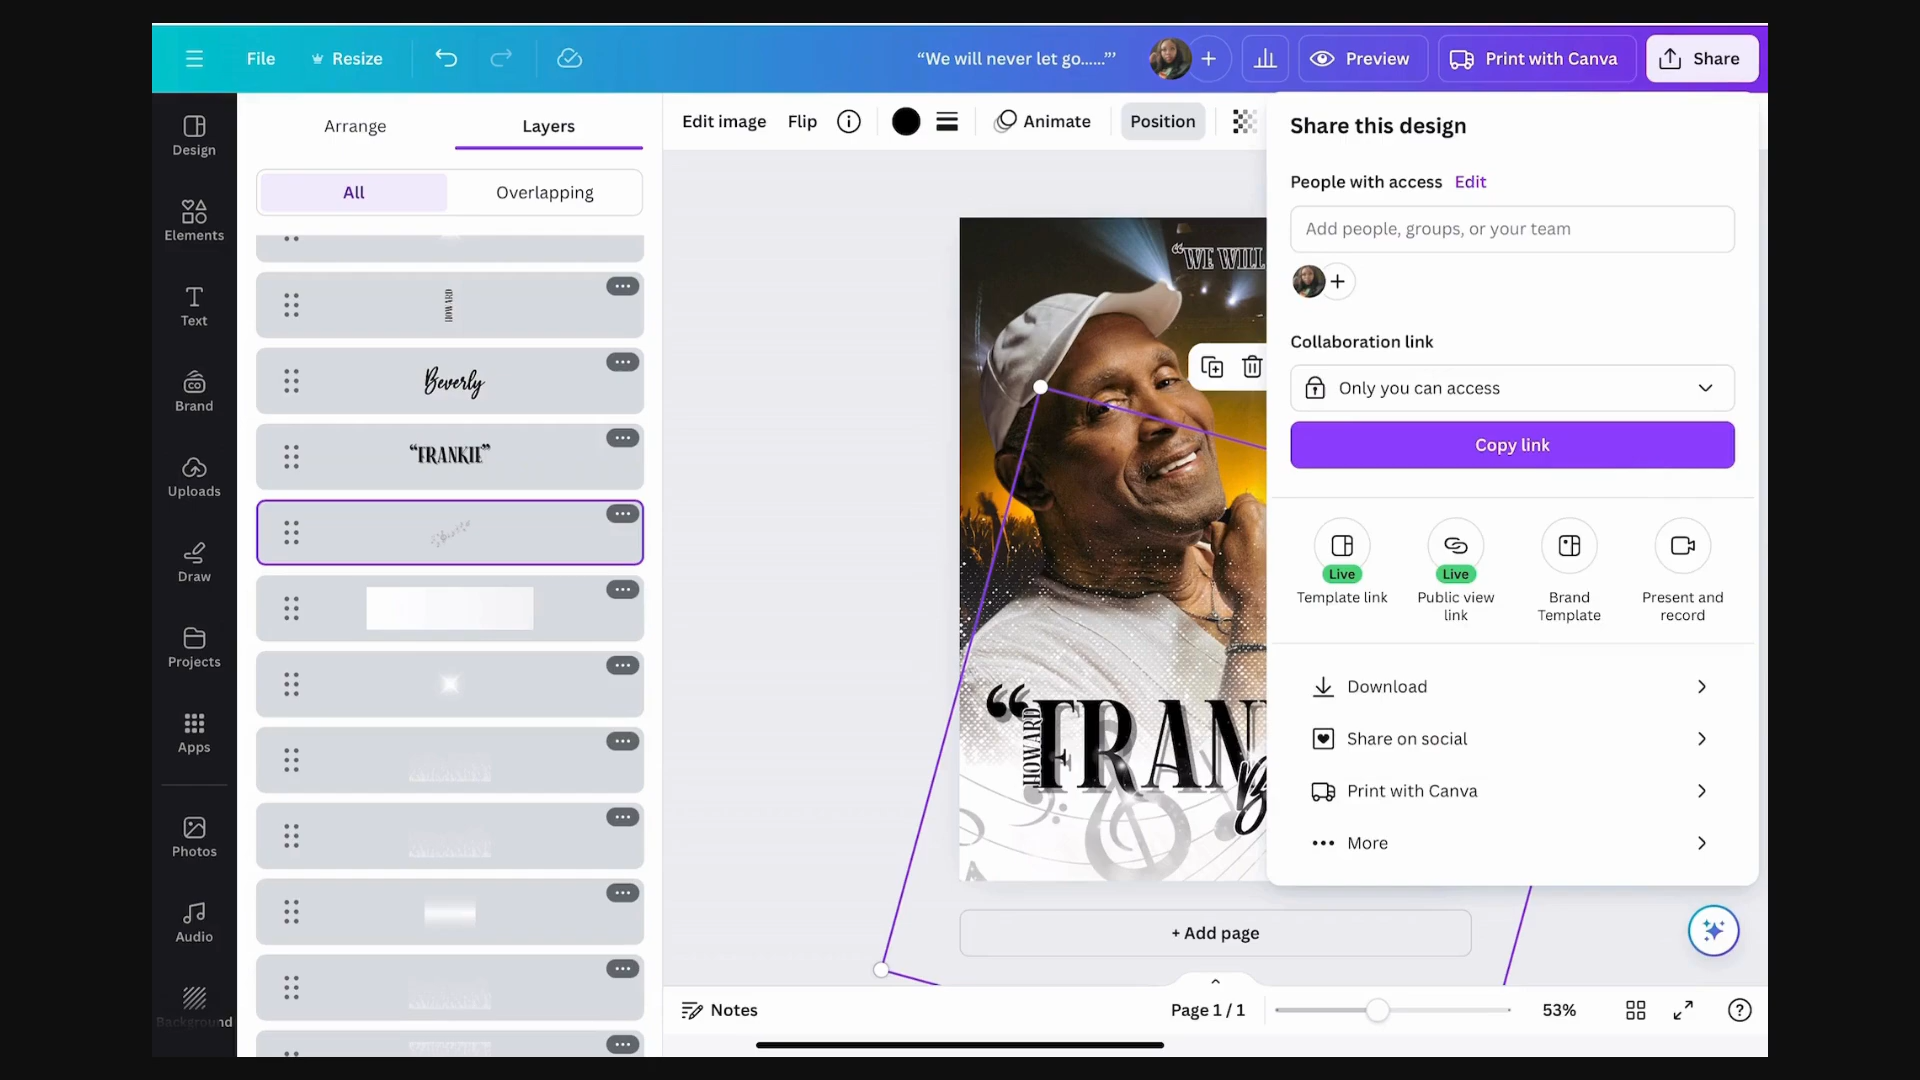 File
Resize
“We will never let go......”’
Preview
Print with Canva
Share
Design
Elements
Text
Brand
CO
Uploads
Draw
Projects
Apps
Photos
Audio
Background
Arrange
Layers
All
Overlapping
HOWARD
Beverly
“FRANKIE”
Edit image
Flip
Animate
Position
“WE WILL
“FRAN
HOWARD
B
+ Add page
Notes
Page 1 / 1
53%
Share this design
People with access
Edit
Add people, groups, or your team
Collaboration link
Only you can access
Copy link
Live
Template link
Live
Public view
link
Brand
Template
Present and
record
Download
Share on social
Print with Canva
More